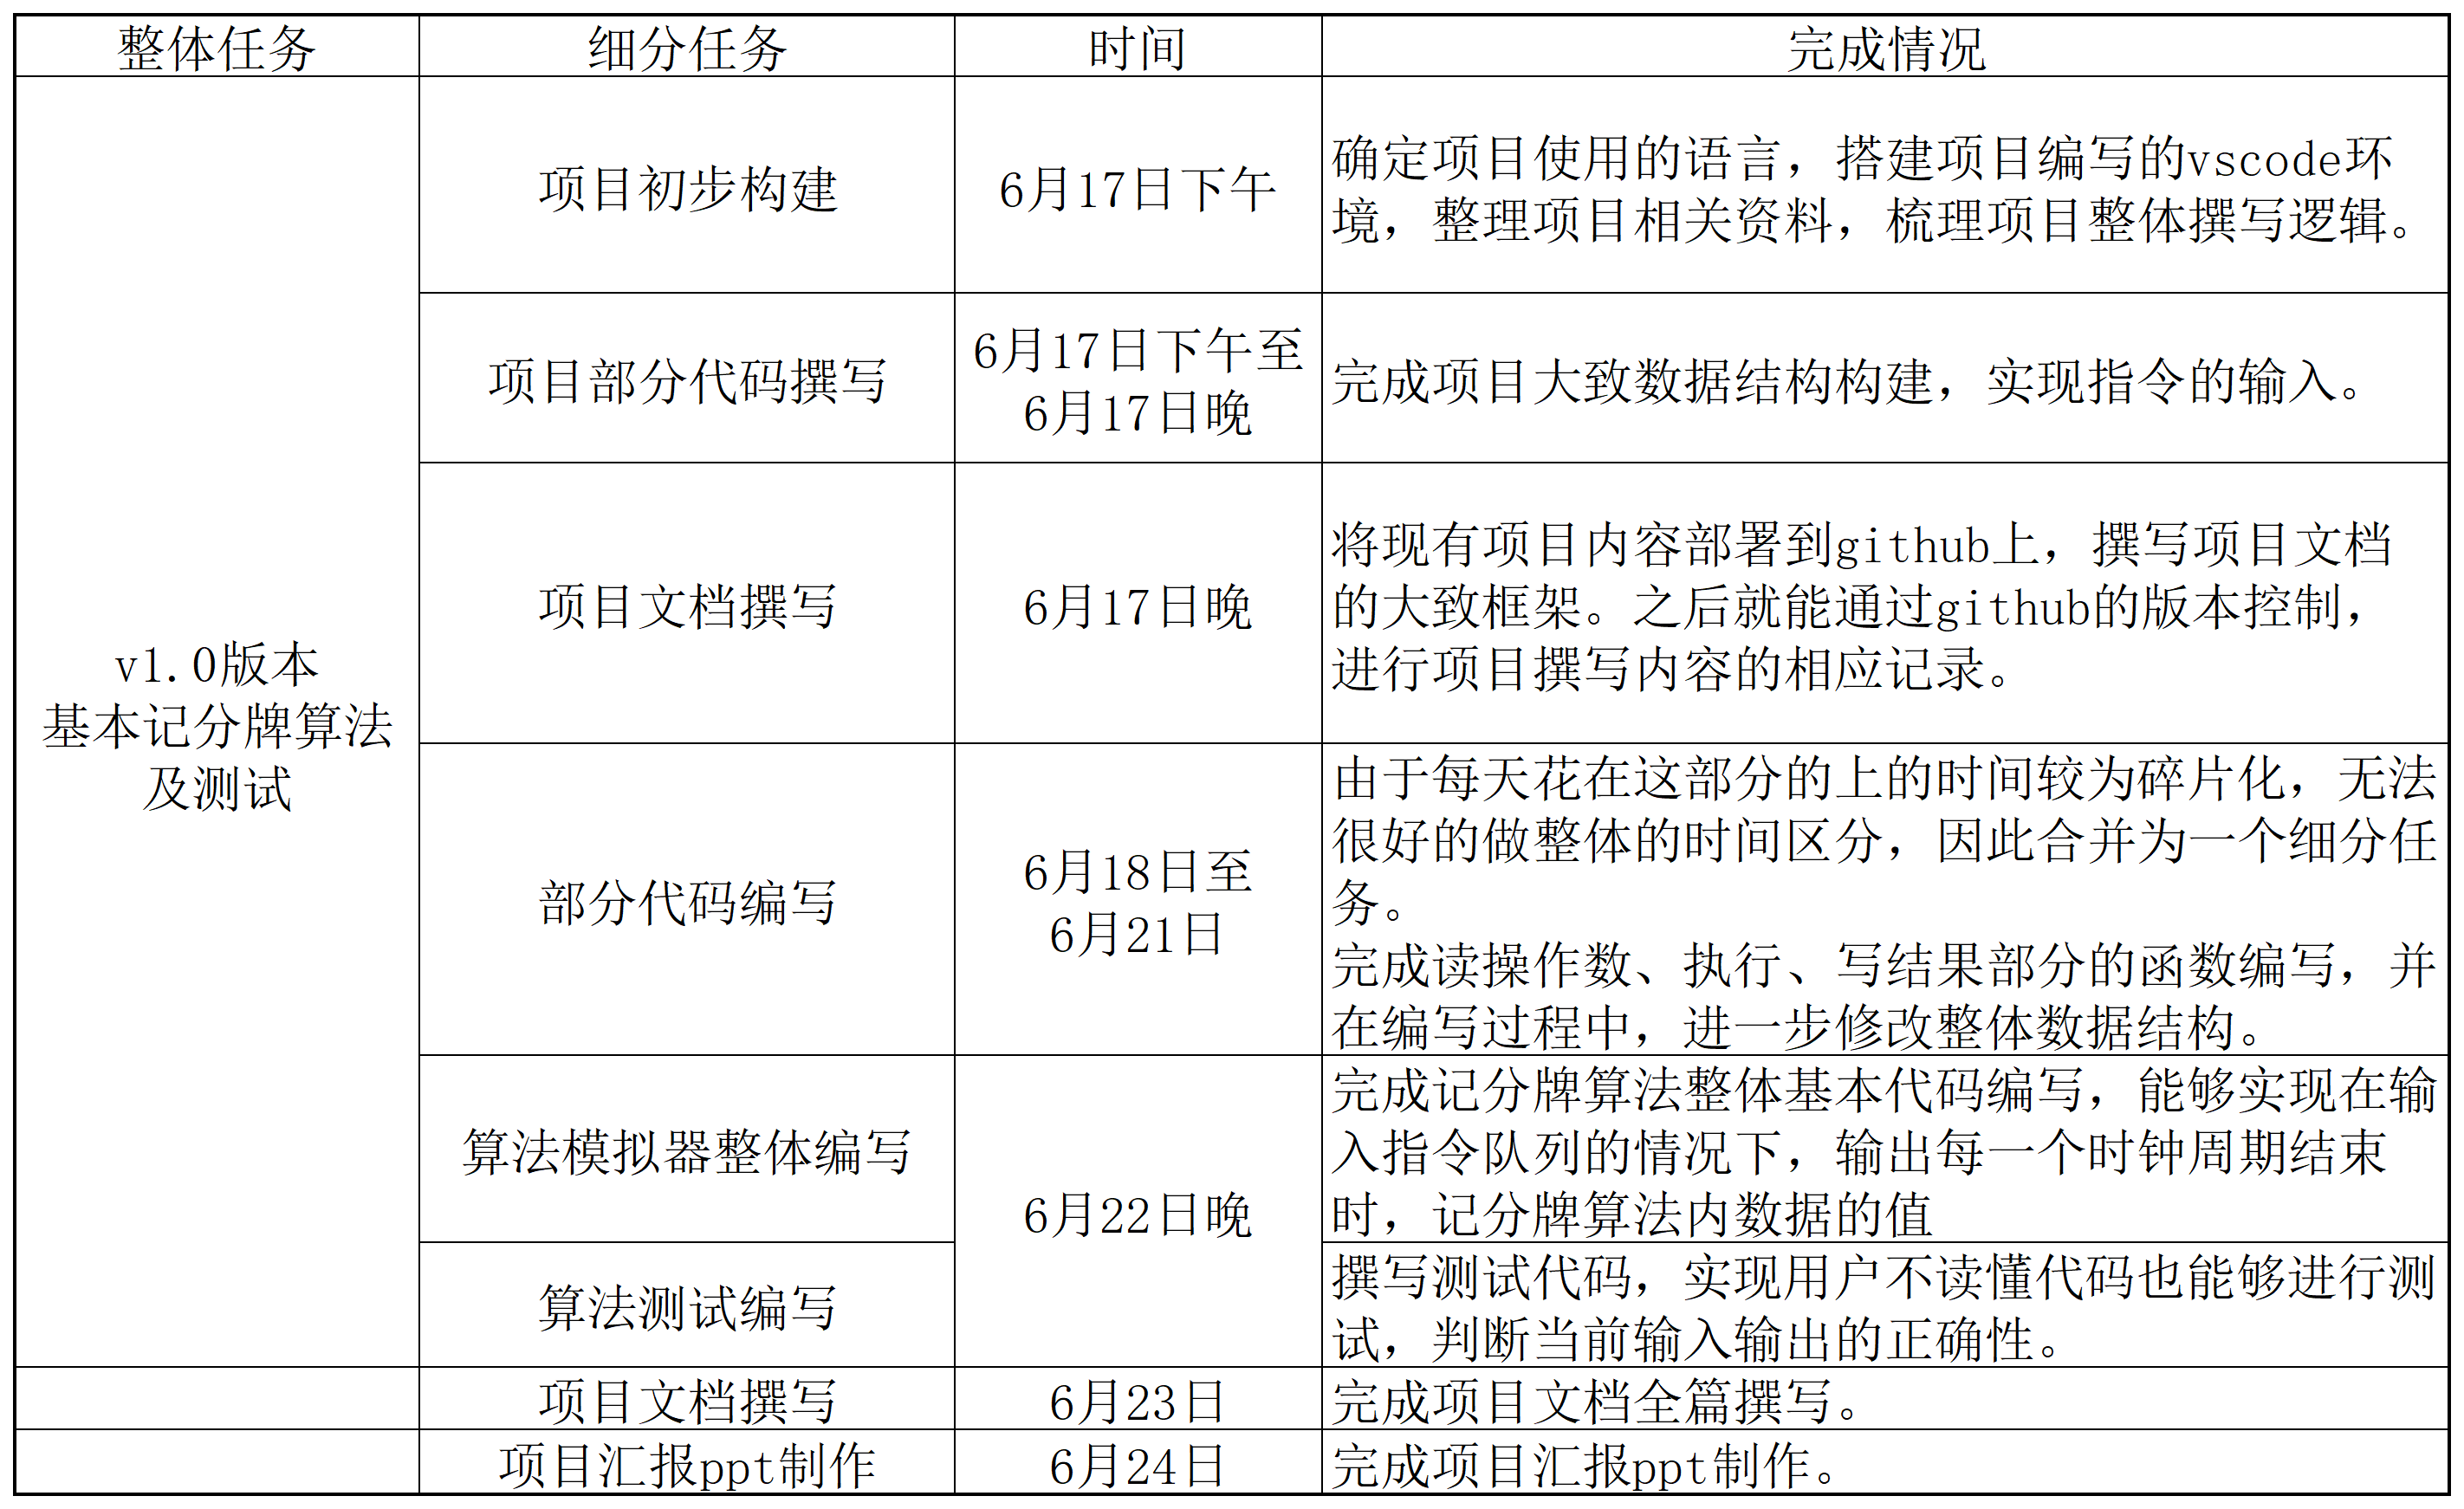 整体任务
细分任务
时间
完成情况
v1.0版本
基本记分牌算法
及测试
项目初步构建
6月17日下午
确定项目使用的语言，搭建项目编写的vscode环
境，整理项目相关资料，梳理项目整体撰写逻辑。
项目部分代码撰写
6月17日下午至
6月17日晚
完成项目大致数据结构构建，实现指令的输入。
项目文档撰写
6月17日晚
将现有项目内容部署到github上，撰写项目文档
的大致框架。之后就能通过github的版本控制，
进行项目撰写内容的相应记录。
部分代码编写
6月18日至
6月21日
由于每天花在这部分的上的时间较为碎片化，无法
很好的做整体的时间区分，因此合并为一个细分任
务。
完成读操作数、执行、写结果部分的函数编写，并
在编写过程中，进一步修改整体数据结构。
算法模拟器整体编写
6月22日晚
完成记分牌算法整体基本代码编写，能够实现在输
入指令队列的情况下，输出每一个时钟周期结束
时，记分牌算法内数据的值
算法测试编写
撰写测试代码，实现用户不读懂代码也能够进行测
试，判断当前输入输出的正确性。
项目文档撰写
6月23日
完成项目文档全篇撰写。
项目汇报ppt制作
6月24日
完成项目汇报ppt制作。